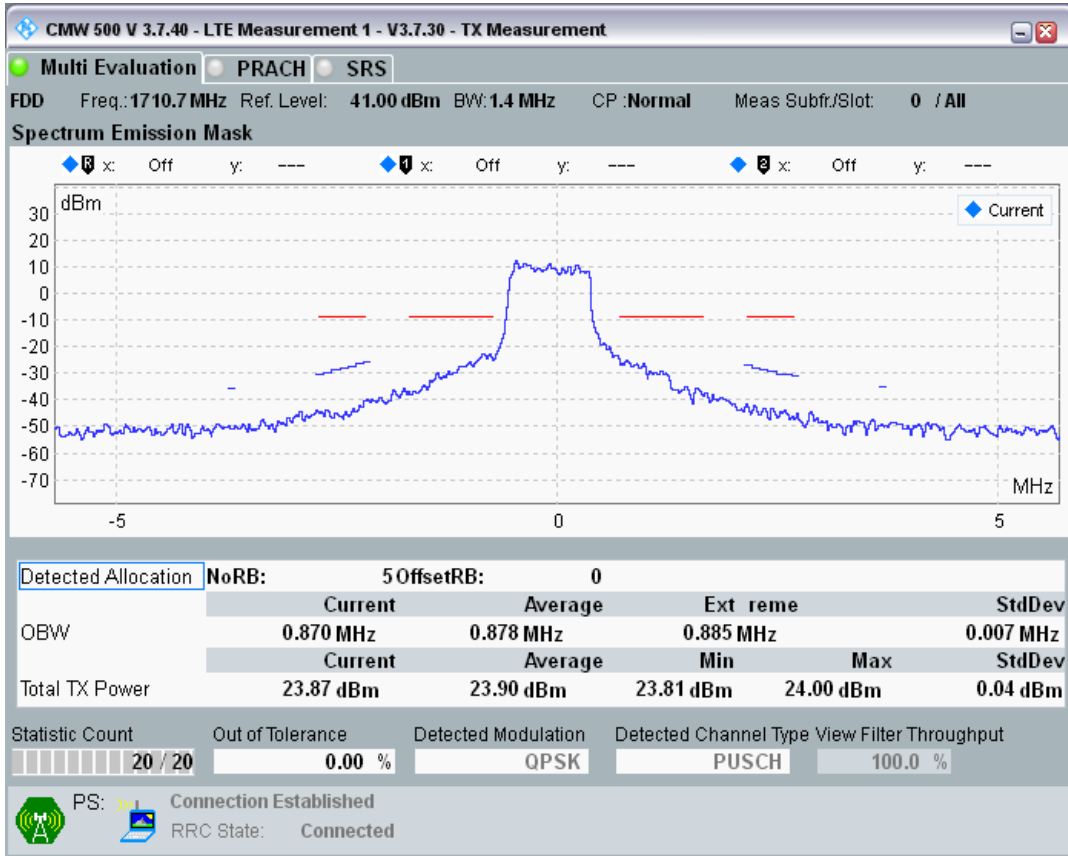 CMW 500 V 3.7.40 - LTE Measurement 1 - V3.7.30 - TX Measurement
Multi Evaluation PRACH SRS
FDD Freq.: 1710.7 MHz Ref. Level: 41.00 dBm BW: 1.4 MHz CP : Normal Meas Subfr./Slot: 0 / All
Spectrum Emission Mask
R x: Off y: --- 1 x: Off y: --- 2 x: Off y: ---
dBm
Current
30
20
10
0
-10
-20
-30
-40
-50
-60
-70
MHz
-5 0 5
Detected Allocation NoRB: 5 OffsetRB: 0
Current Average Ext reme StdDev
OBW 0.870 MHz 0.878 MHz 0.885 MHz 0.007 MHz
Current Average Min Max StdDev
Total TX Power 23.87 dBm 23.90 dBm 23.81 dBm 24.00 dBm 0.04 dBm
Statistic Count Out of Tolerance Detected Modulation Detected Channel Type View Filter Throughput
20 / 20 0.00 % QPSK PUSCH 100.0 %
PS: Connection Established
RRC State: Connected